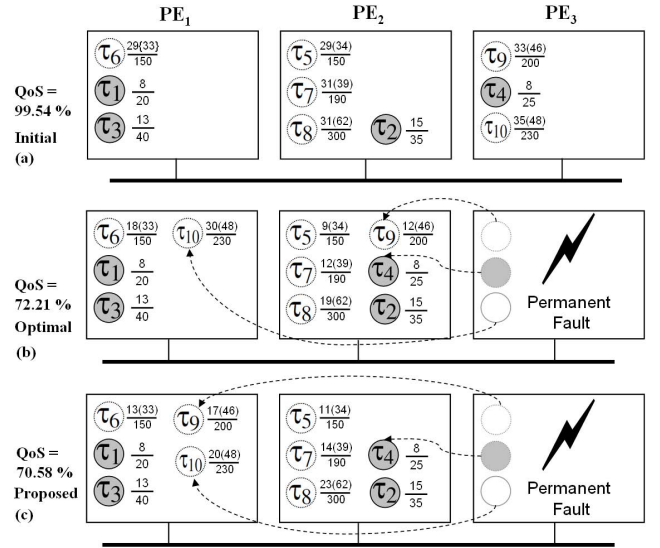 PE1 PE2 PE3
QoS = 99.54 % Initial (a)
τ6 29{33) 150
τ1 8 20
τ3 13 40
τ5 29(34) 150
τ7 31(39) 190
τ8 31(62) 300 τ2 15 35
τ9 33(46) 200
τ4 8 25
τ10 35(48) 230
QoS = 72.21 % Optimal (b)
τ6 18(33) 150 τ10 30(48) 230
τ1 8 20
τ3 13 40
τ5 9(34) 150 τ9 12(46) 200
τ7 12(39) 190 τ4 8 25
τ8 19(62) 300 τ2 15 35
Permanent
Fault
QoS = 70.58 % Proposed (c)
τ6 13(33) 150 τ9 17(46) 200
τ1 8 20 τ10 20(48) 230
τ3 13 40
τ5 11(34) 150
τ7 14(39) 190 τ4 8 25
τ8 23(62) 300 τ2 15 35
Permanent
Fault